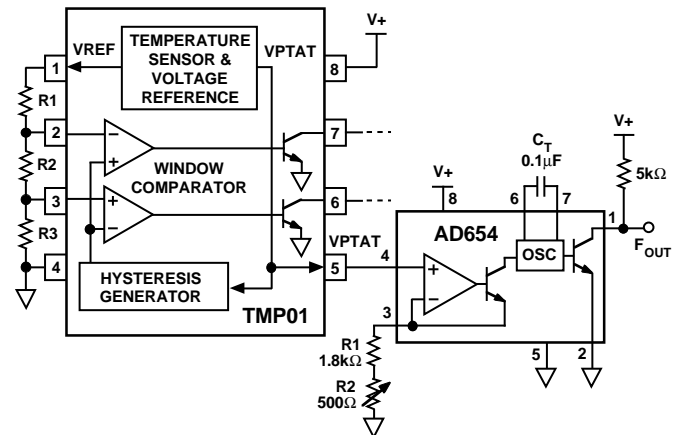 V+
TEMPERATURE
SENSOR &
VOLTAGE
REFERENCE
VREF
VPTAT
1
8
R1
2
7
R2
WINDOW
COMPARATOR
3
6
R3
VPTAT
4
5
HYSTERESIS
GENERATOR
TMP01
V+
8
C_T
0.1μF
6
7
V+
5kΩ
1
F_OUT
AD654
OSC
4
3
R1
1.8kΩ
R2
500Ω
5
2